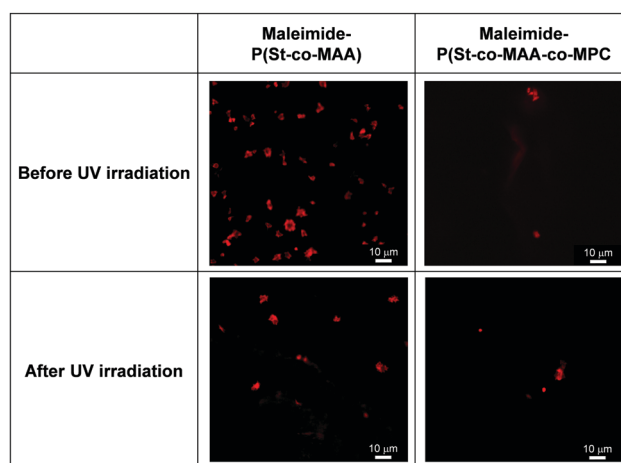 Maleimide-
P(St-co-MAA)
Maleimide-
P(St-co-MAA-co-MPC
Before UV irradiation
10 μm
10 μm
After UV irradiation
10 μm
10 μm